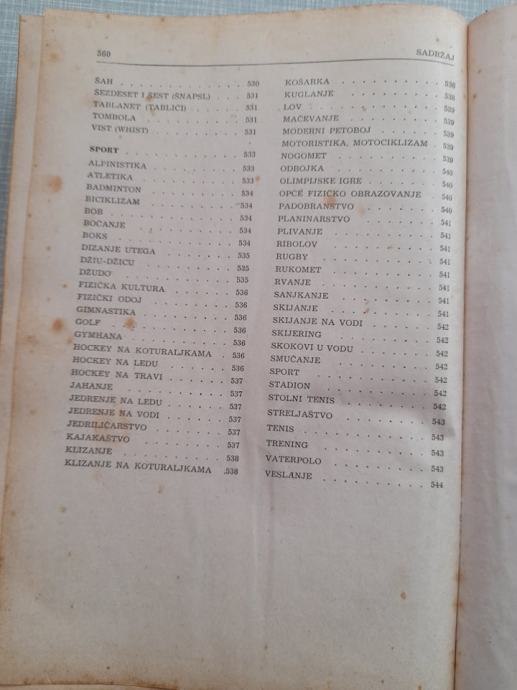 560 SADRŽAJ
ŠAH . . . . . . . . . . . . 530
ŠEZDESET I ŠEST (ŠNAPSL) . . . 531
TABLANET (TABLIĆI) . . . . . 531
TOMBOLA . . . . . . . . . . 531
VIST (WHIST) . . . . . . . . . 531
SPORT . . . . . . . . . . . 533
ALPINISTIKA . . . . . . . . . 533
ATLETIKA . . . . . . . . . . 533
BADMINTON . . . . . . . . . 534
BICIKLIZAM . . . . . . . . . 534
BOB . . . . . . . . . . . . 534
BOĆANJE . . . . . . . . . . 534
BOKS . . . . . . . . . . . . 534
DIZANJE UTEGA . . . . . . . 535
DŽIU-DŽICU . . . . . . . . . 535
DŽUDO . . . . . . . . . . . 535
FIZIČKA KULTURA . . . . . . 536
FIZIČKI ODOJ . . . . . . . . 536
GIMNASTIKA . . . . . . . . . 536
GOLF . . . . . . . . . . . . 536
GYMHANA . . . . . . . . . . 536
HOCKEY NA KOTURALJKAMA . . 536
HOCKEY NA LEDU . . . . . . . 536
HOCKEY NA TRAVI . . . . . . . 537
JAHANJE . . . . . . . . . . . 537
JEDRENJE NA LEDU . . . . . . 537
JEDRENJE NA VODI . . . . . . 537
JEDRILIČARSTVO . . . . . . . 537
KAJAKAŠTVO . . . . . . . . . 537
KLIZANJE . . . . . . . . . . 538
KLIZANJE NA KOTURALJKAMA . 538
KOŠARKA . . . . . . . . . . 538
KUGLANJE . . . . . . . . . . 538
LOV . . . . . . . . . . . . 539
MAČEVANJE . . . . . . . . . 539
MODERNI PETOBOJ . . . . . . 539
MOTORISTIKA, MOTOCIKLIZAM . 539
NOGOMET . . . . . . . . . . 539
ODBOJKA . . . . . . . . . . 540
OLIMPIJSKE IGRE . . . . . . . 540
OPĆE FIZIČKO OBRAZOVANJE . . 540
PADOBRANSTVO . . . . . . . . 540
PLANINARSTVO . . . . . . . . 541
PLIVANJE . . . . . . . . . . 541
RIBOLOV . . . . . . . . . . 541
RUGBY . . . . . . . . . . . 541
RUKOMET . . . . . . . . . . 541
RVANJE . . . . . . . . . . . 541
SANJKANJE . . . . . . . . . 541
SKIJANJE . . . . . . . . . . 541
SKIJANJE NA VODI . . . . . . 542
SKIJERING . . . . . . . . . . 542
SKOKOVI U VODU . . . . . . . 542
SMUČANJE . . . . . . . . . . 542
SPORT . . . . . . . . . . . 542
STADION . . . . . . . . . . 542
STOLNI TENIS . . . . . . . . 542
STRELJAŠTVO . . . . . . . . 543
TENIS . . . . . . . . . . . 543
TRENING . . . . . . . . . . 543
VATERPOLO . . . . . . . . . 543
VESLANJE . . . . . . . . . . 544